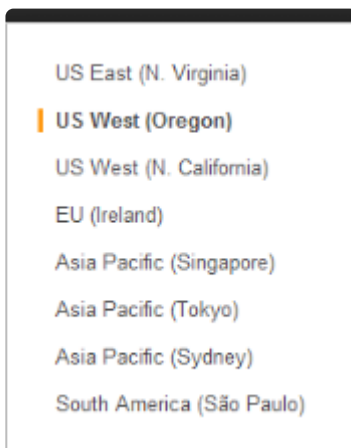 US East (N. Virginia)
US West (Oregon)
US West (N. California)
EU (Ireland)
Asia Pacific (Singapore)
Asia Pacific (Tokyo)
Asia Pacific (Sydney)
South America (São Paulo)